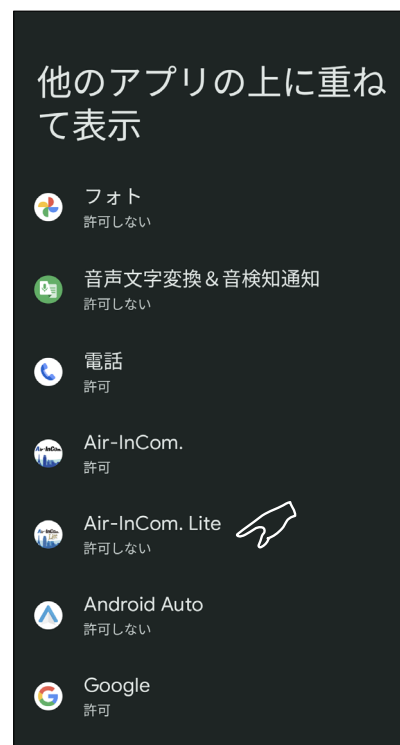 他のアプリの上に重ね
て表示
フォト
許可しない
音声文字変換＆音検知通知
許可しない
電話
許可
Air-InCom.
許可
Air-InCom. Lite
許可しない
Android Auto
許可しない
Google
許可